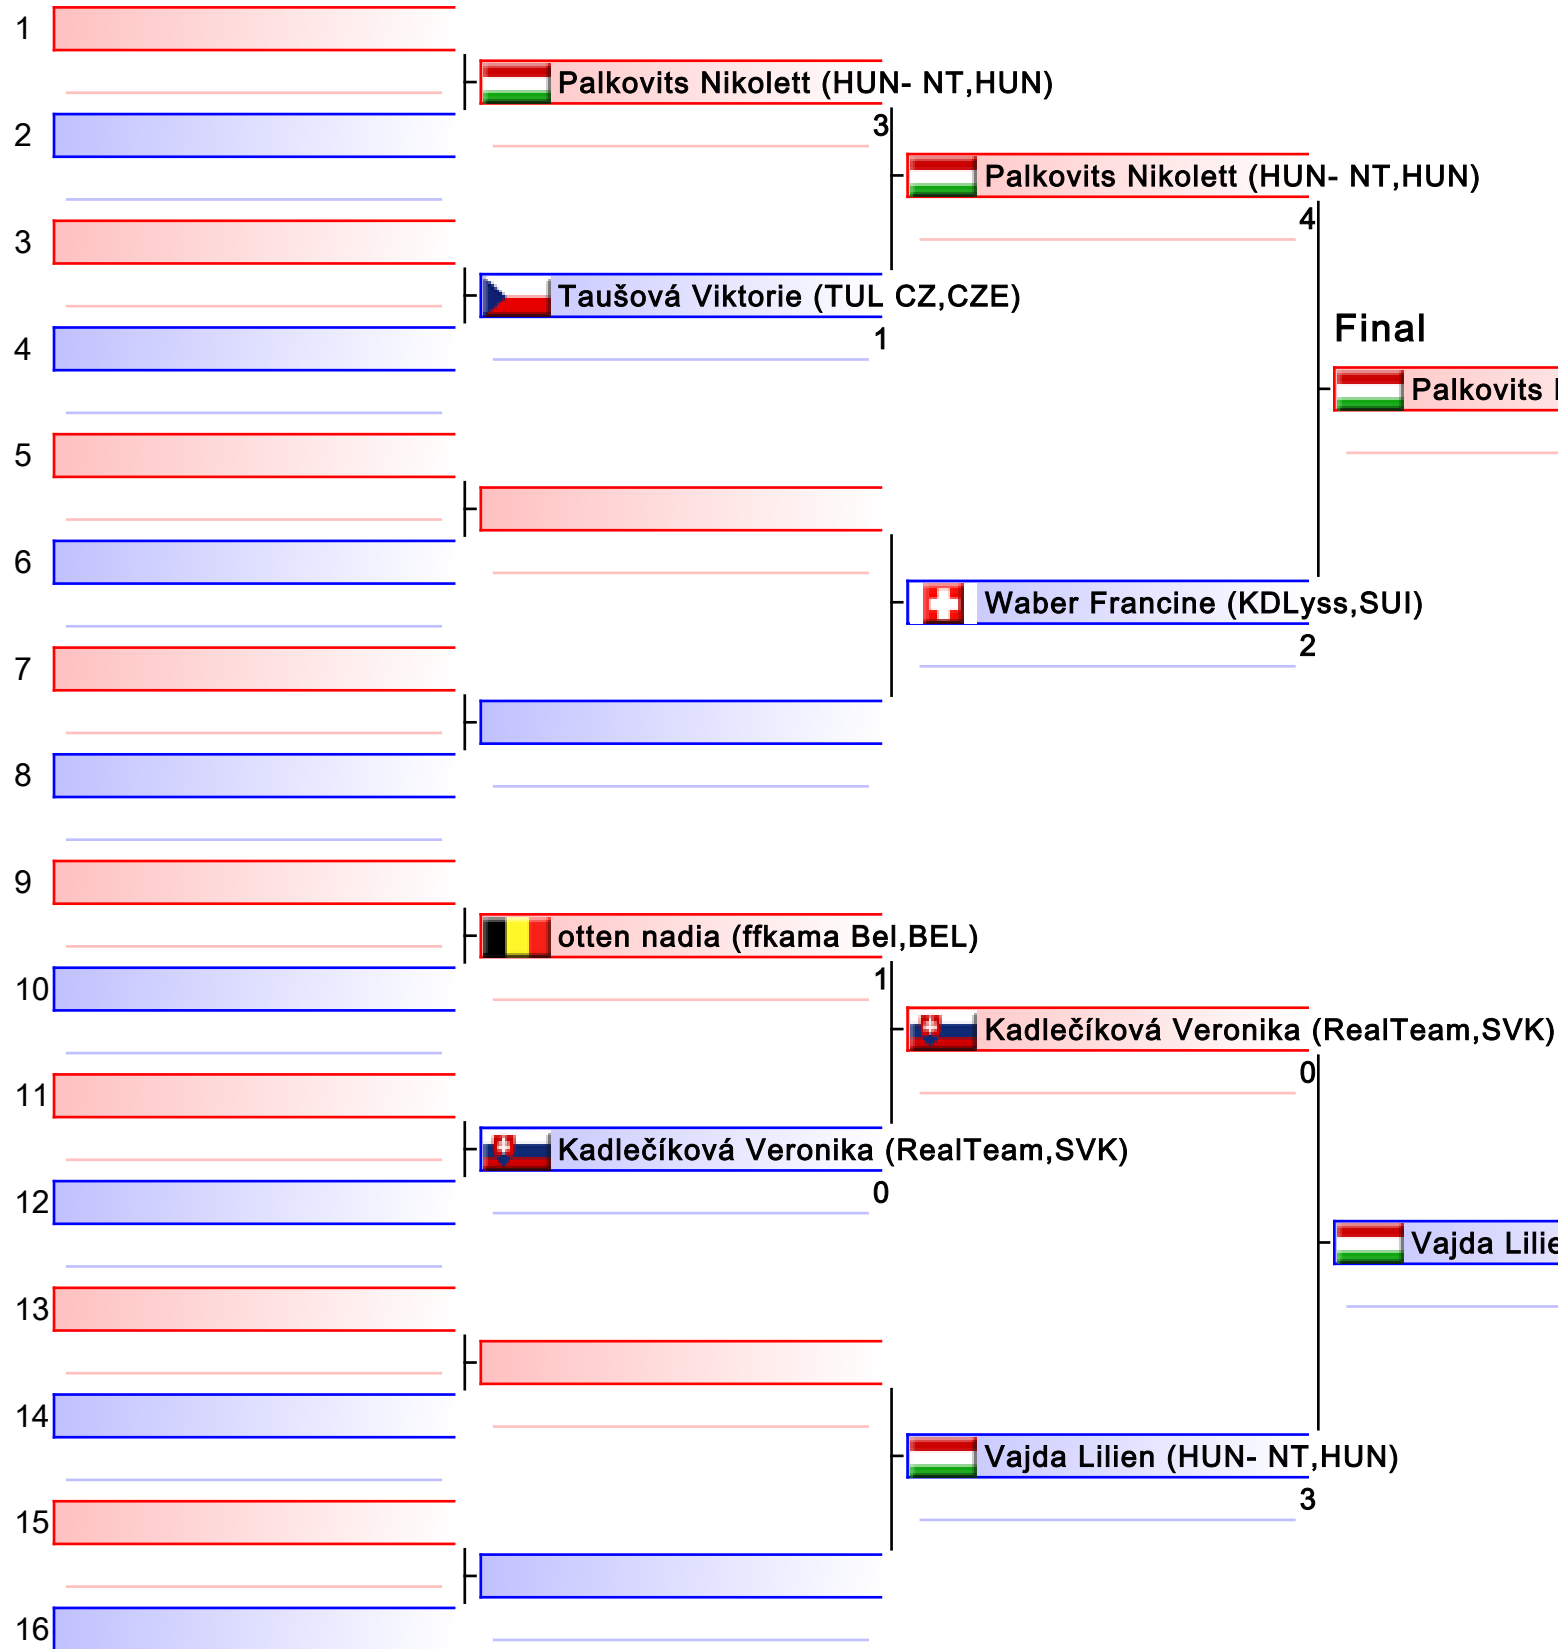 1
Palkovits Nikolett (HUN- NT,HUN)
3
2
Palkovits Nikolett (HUN- NT,HUN)
4
3
Taušová Viktorie (TUL CZ,CZE)
1
4
Final
Palkovits
5
6
Waber Francine (KDLyss,SUI)
2
7
8
9
otten nadia (ffkama Bel,BEL)
1
10
Kadlečíková Veronika (RealTeam,SVK)
0
11
Kadlečíková Veronika (RealTeam,SVK)
0
12
Vajda Lilie
13
14
Vajda Lilien (HUN- NT,HUN)
3
15
16